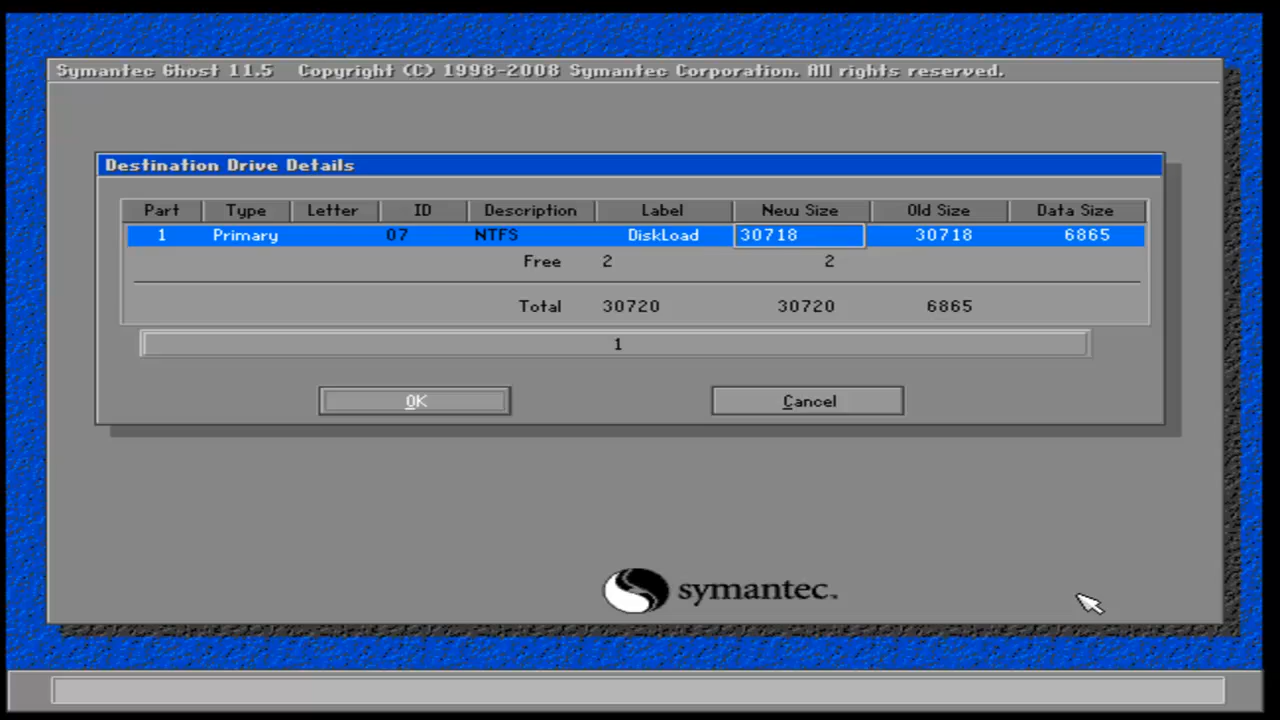 Symantec Ghost 11.5 Copyright (C) 1998-2008 Symantec Corporation. All rights reserved.
Destination Drive Details
Part Type Letter ID Description Label New Size Old Size Data Size
1 Primary 07 NTFS DiskLoad 30718 30718 6865
Free 2 2
Total 30720 30720 6865
1
OK Cancel
symantec.